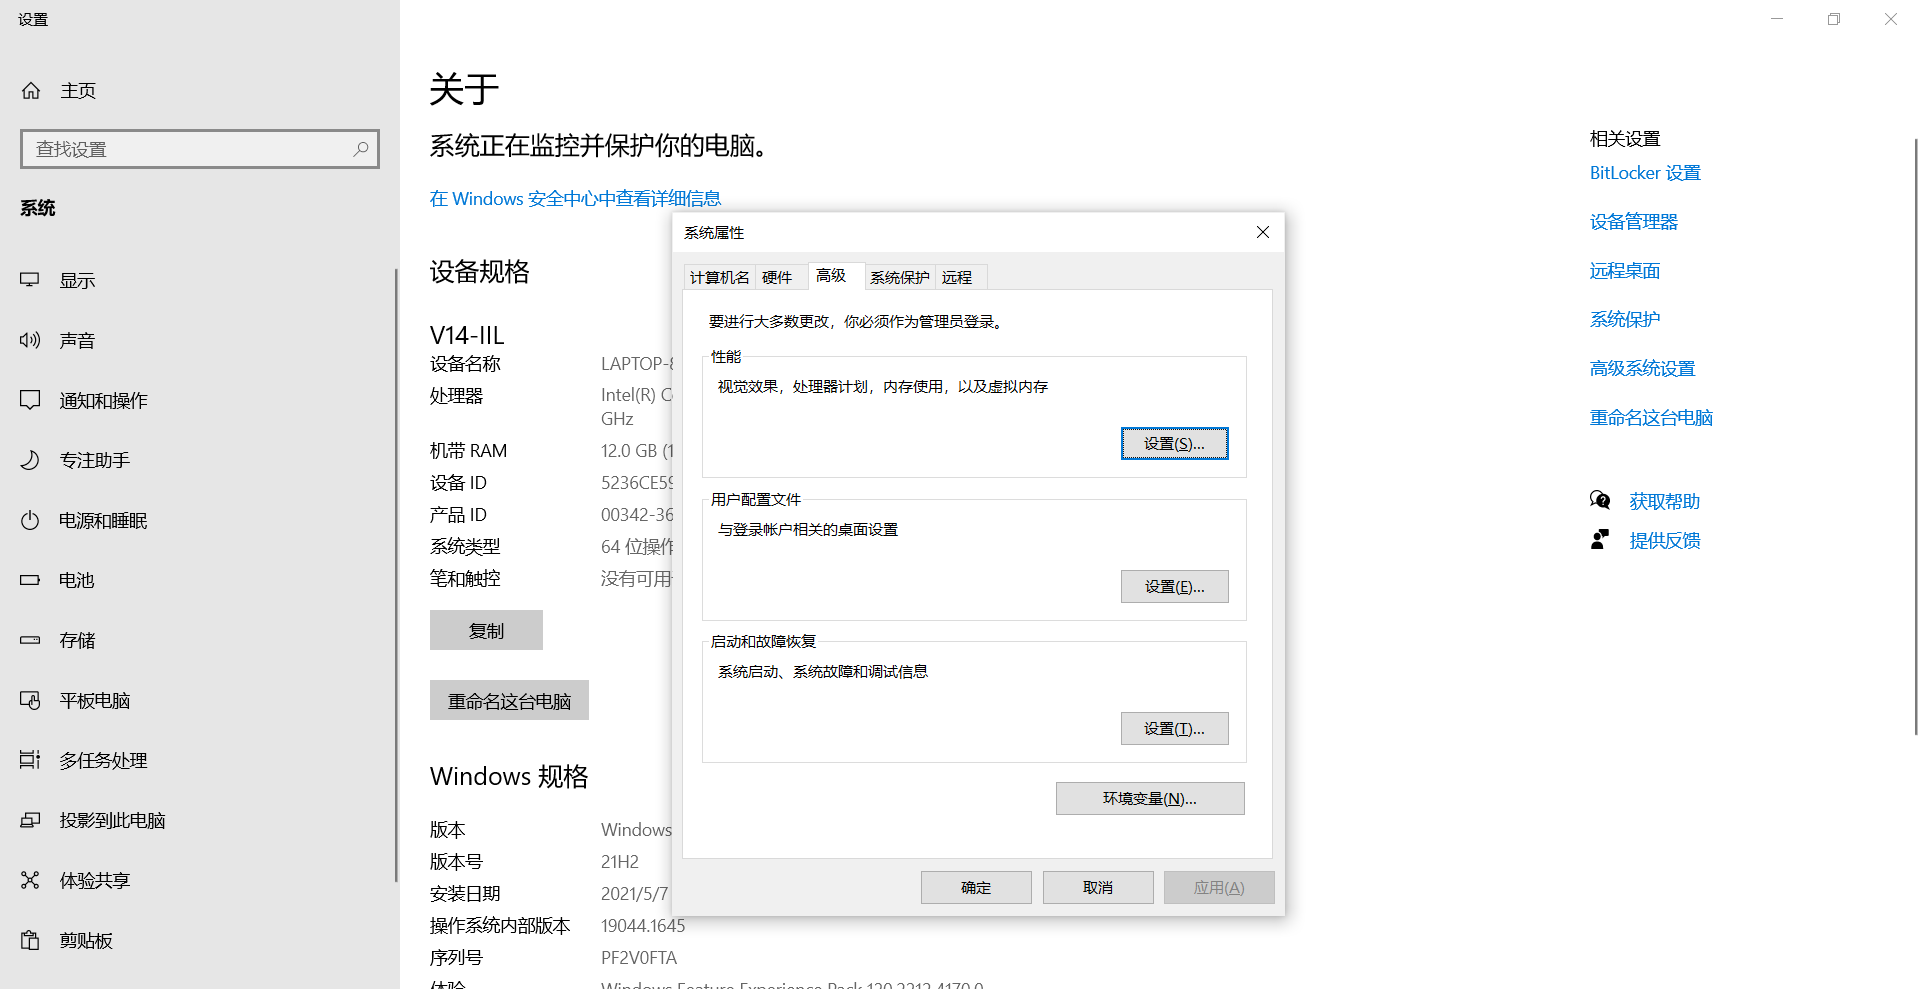 设置
主页
查找设置
系统
显示
声音
通知和操作
专注助手
电源和睡眠
电池
存储
平板电脑
多任务处理
投影到此电脑
体验共享
剪贴板
关于
系统正在监控并保护你的电脑。
在 Windows 安全中心中查看详细信息
设备规格
V14-IIL
设备名称 LAPTOP-
处理器 Intel(R)
GHz
机带 RAM 12.0 GB
设备 ID 5236CE59
产品 ID 00342-36
系统类型 64 位操作
笔和触控 没有可用
复制
重命名这台电脑
Windows 规格
版本 Windows
版本号 21H2
安装日期 2021/5/7
操作系统内部版本 19044.1645
序列号 PF2V0FTA
体验 Windows Feature Experience Pack 120.2212.4170.0
系统属性
计算机名 硬件 高级 系统保护 远程
要进行大多数更改，你必须作为管理员登录。
性能
视觉效果，处理器计划，内存使用，以及虚拟内存
设置(S)...
用户配置文件
与登录帐户相关的桌面设置
设置(E)...
启动和故障恢复
系统启动、系统故障和调试信息
设置(T)...
环境变量(N)...
确定 取消 应用(A)
相关设置
BitLocker 设置
设备管理器
远程桌面
系统保护
高级系统设置
重命名这台电脑
获取帮助
提供反馈